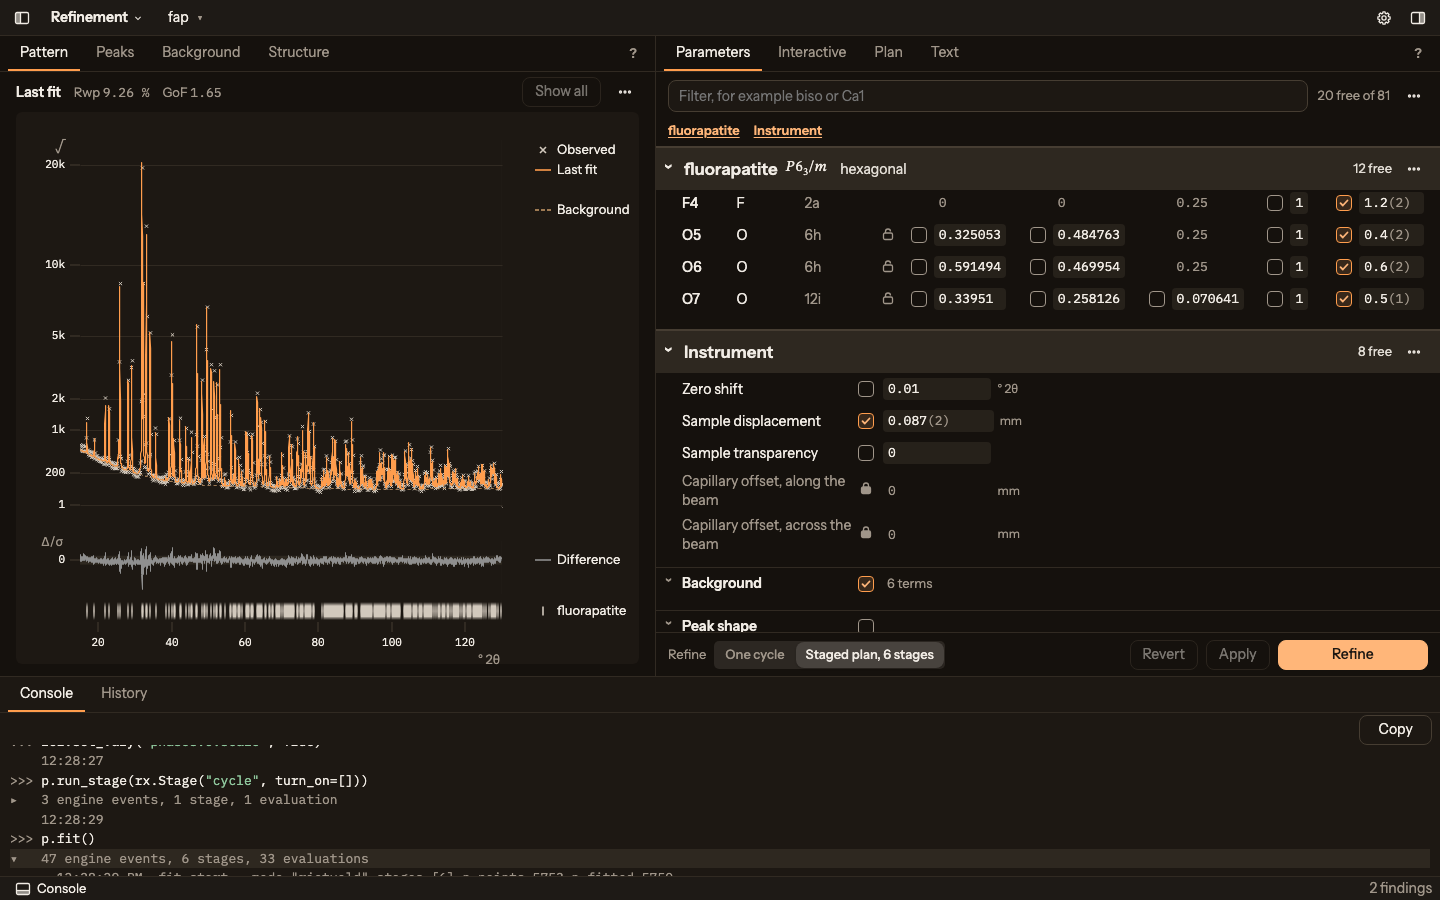 Refinement fap
Pattern Peaks Background Structure ?
Last fit Rwp 9.26 % GoF 1.65 Show all •••
√
20k
10k
5k
2k
1k
200
1
Δ/σ
0
20 40 60 80 100 120
°2θ
× Observed
Last fit
Background
Difference
fluorapatite
Parameters Interactive Plan Text ?
Filter, for example biso or Ca1 20 free of 81 •••
fluorapatite Instrument
fluorapatite P6₃/m hexagonal 12 free •••
F4 F 2a 0 0 0.25 1 1.2(2)
O5 O 6h 0.325053 0.484763 0.25 1 0.4(2)
O6 O 6h 0.591494 0.469954 0.25 1 0.6(2)
O7 O 12i 0.33951 0.258126 0.070641 1 0.5(1)
Instrument 8 free •••
Zero shift 0.01 °2θ
Sample displacement 0.087(2) mm
Sample transparency 0
Capillary offset, along the
beam 0 mm
Capillary offset, across the
beam 0 mm
Background 6 terms
Peak shape
Refine One cycle Staged plan, 6 stages Revert Apply Refine
Console History
Copy
12:28:27
>>> p.run_stage(rx.Stage("cycle", turn_on=[]))
▸ 3 engine events, 1 stage, 1 evaluation
12:28:29
>>> p.fit()
▾ 47 engine events, 6 stages, 33 evaluations
Console 2 findings